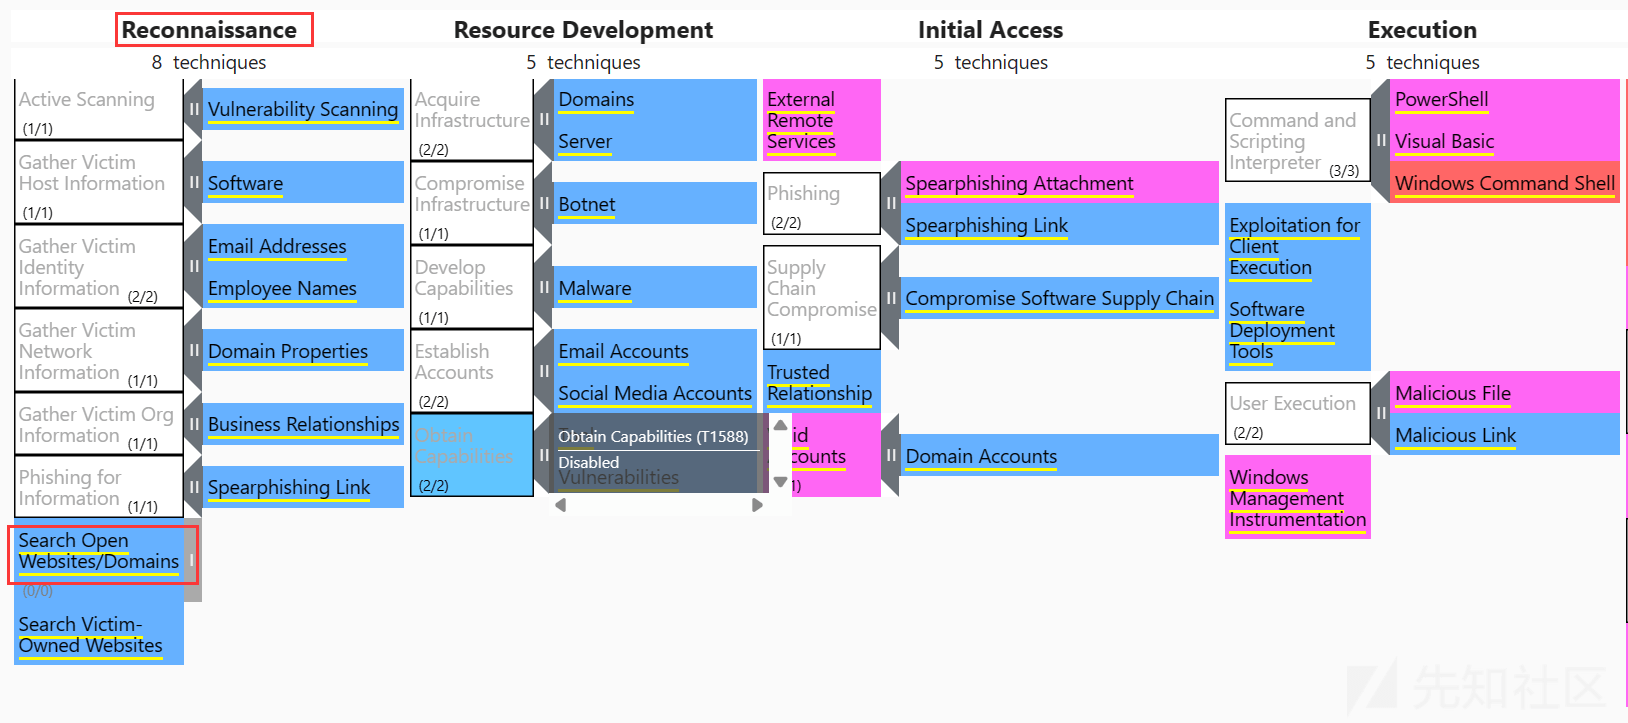 Reconnaissance
8 techniques
Active Scanning
(1/1)
Vulnerability Scanning
Gather Victim
Host Information
(1/1)
Software
Gather Victim
Identity
Information (2/2)
Email Addresses
Employee Names
Gather Victim
Network
Information (1/1)
Domain Properties
Gather Victim Org
Information (1/1)
Business Relationships
Phishing for
Information (1/1)
Spearphishing Link
Search Open
Websites/Domains
(0/0)
Search Victim-
Owned Websites
Resource Development
5 techniques
Acquire
Infrastructure
(2/2)
Domains
Server
Compromise
Infrastructure
(1/1)
Botnet
Develop
Capabilities
(1/1)
Malware
Establish
Accounts
(2/2)
Email Accounts
Social Media Accounts
Obtain
Capabilities
(2/2)
Obtain Capabilities (T1588)
Disabled
Vulnerabilities
Initial Access
5 techniques
External
Remote
Services
Phishing
(2/2)
Spearphishing Attachment
Spearphishing Link
Supply
Chain
Compromise
(1/1)
Compromise Software Supply Chain
Trusted
Relationship
Domain Accounts
Execution
5 techniques
Command and
Scripting
Interpreter (3/3)
PowerShell
Visual Basic
Windows Command Shell
Exploitation for
Client
Execution
Software
Deployment
Tools
User Execution
(2/2)
Malicious File
Malicious Link
Windows
Management
Instrumentation
先知社区